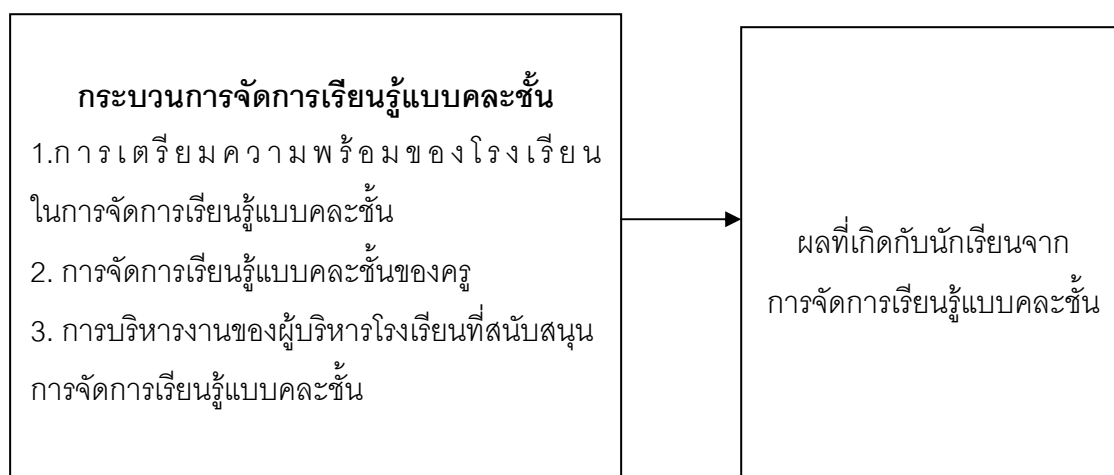 กระบวนการจัดการเรียนรู้แบบคละชั้น
1.การเตรียมความพร้อมของโรงเรียน
ในการจัดการเรียนรู้แบบคละชั้น
2. การจัดการเรียนรู้แบบคละชั้นของครู
3. การบริหารงานของผู้บริหารโรงเรียนที่สนับสนุน
การจัดการเรียนรู้แบบคละชั้น
ผลที่เกิดกับนักเรียนจาก
การจัดการเรียนรู้แบบคละชั้น